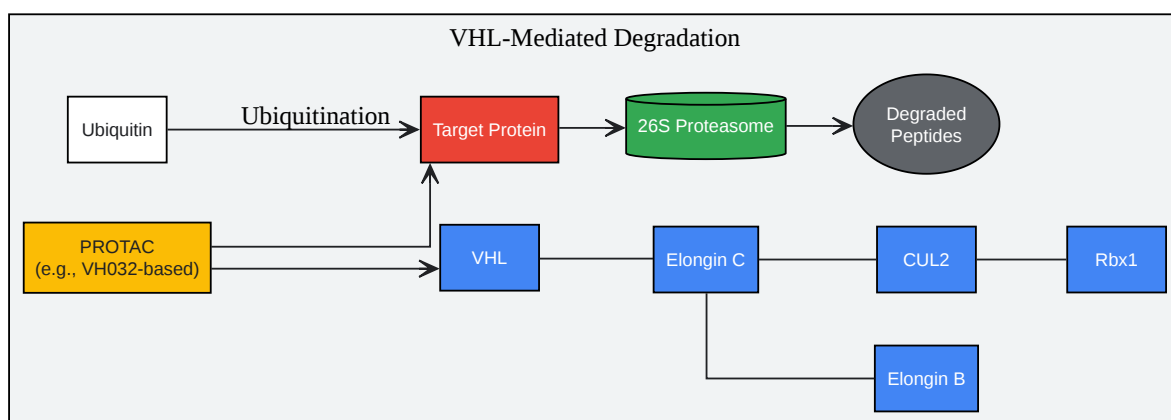 VHL-Mediated Degradation
Ubiquitin
Ubiquitination
Target Protein
26S Proteasome
Degraded
Peptides
PROTAC
(e.g., VH032-based)
VHL
Elongin C
CUL2
Rbx1
Elongin B